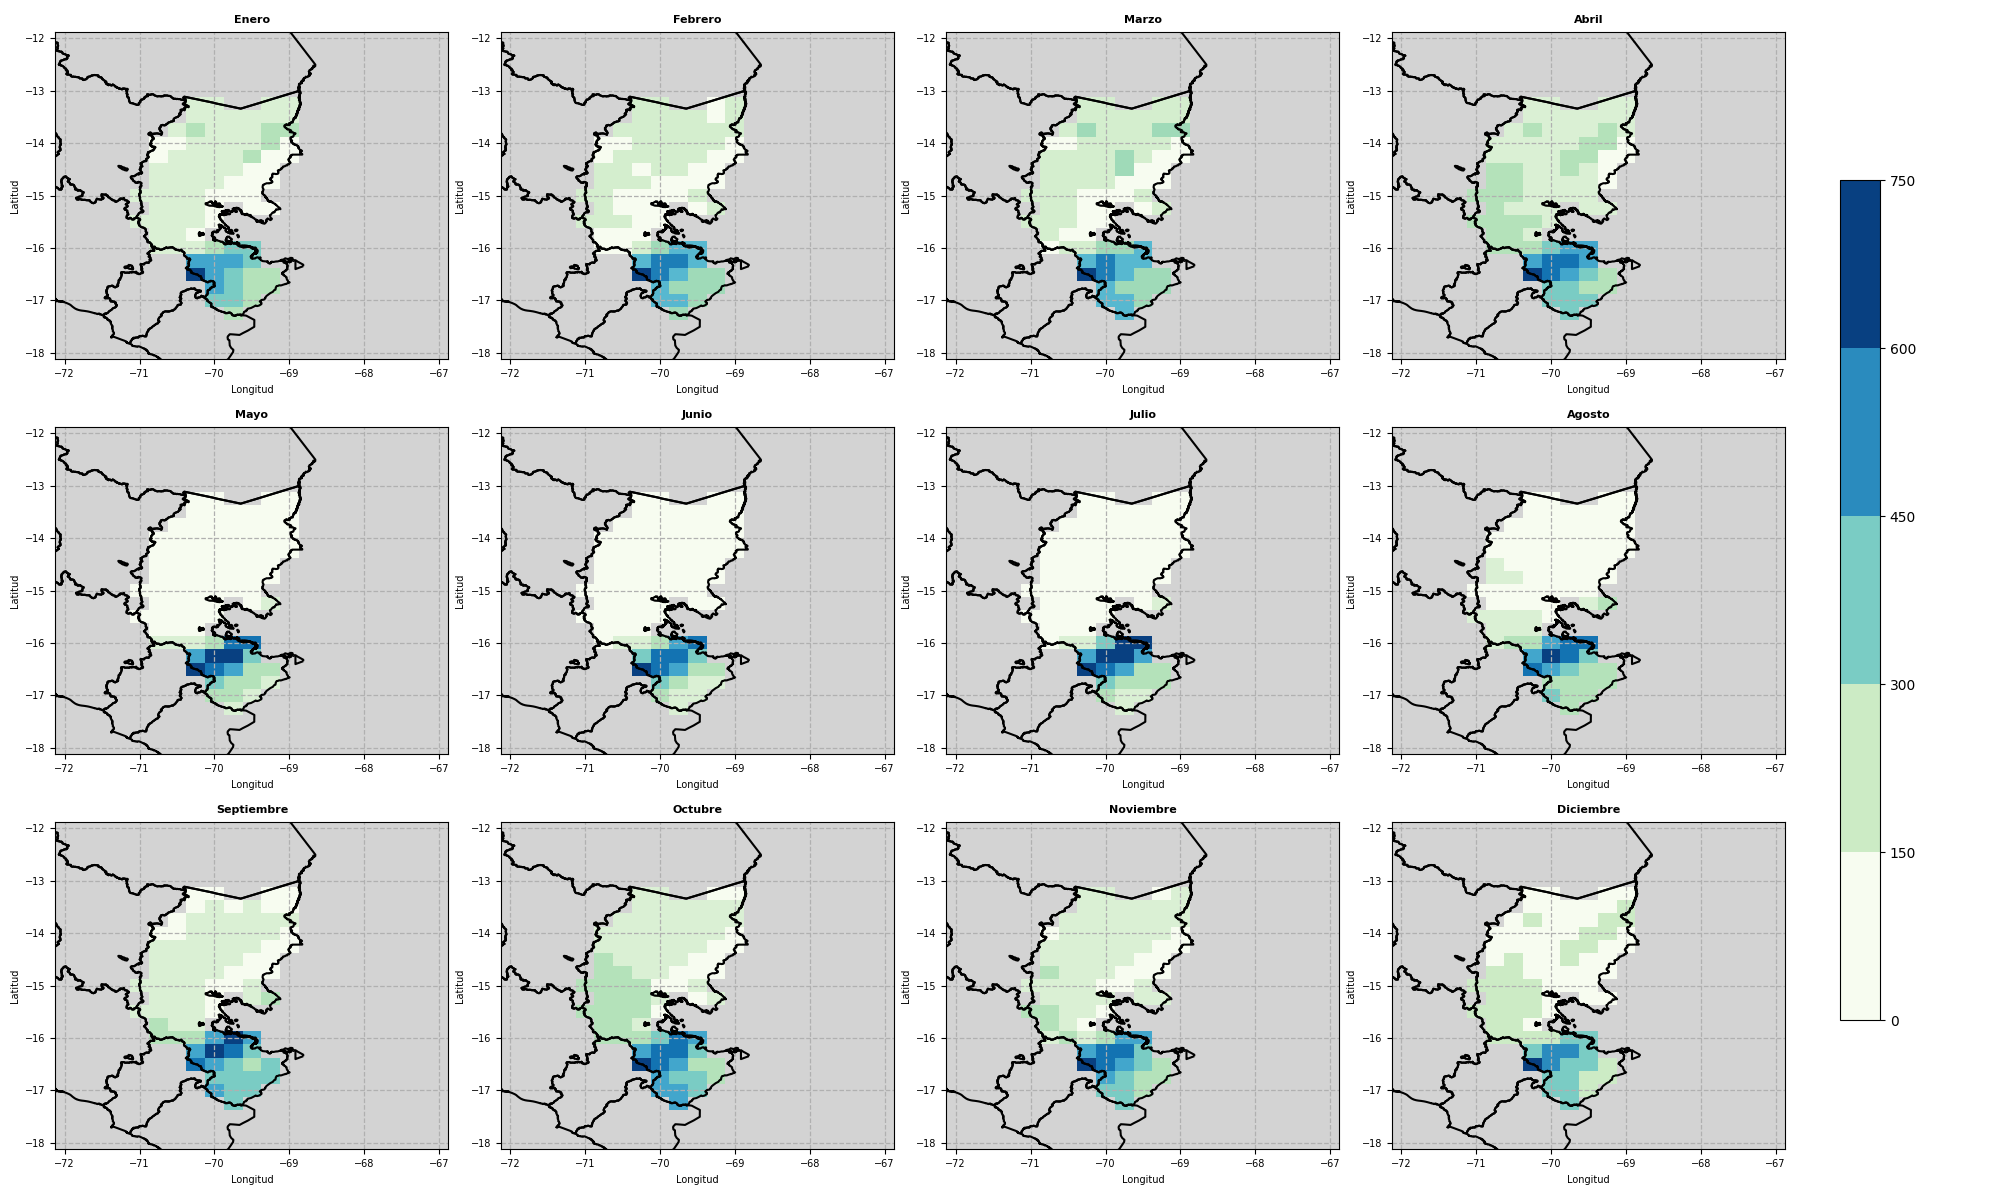 Enero Febrero Marzo Abril
−12 −12 −12 −12
−13 −13 −13 −13
−14 −14 −14 −14
−15 −15 −15 −15
Latitud Latitud Latitud Latitud
−16 −16 −16 −16
−17 −17 −17 −17
−18 −18 −18 −18
−72 −71 −70 −69 −68 −67 −72 −71 −70 −69 −68 −67 −72 −71 −70 −69 −68 −67 −72 −71 −70 −69 −68 −67
Longitud Longitud Longitud Longitud
Mayo Junio Julio Agosto
−12 −12 −12 −12
−13 −13 −13 −13
−14 −14 −14 −14
−15 −15 −15 −15
Latitud Latitud Latitud Latitud
−16 −16 −16 −16
−17 −17 −17 −17
−18 −18 −18 −18
−72 −71 −70 −69 −68 −67 −72 −71 −70 −69 −68 −67 −72 −71 −70 −69 −68 −67 −72 −71 −70 −69 −68 −67
Longitud Longitud Longitud Longitud
Septiembre Octubre Noviembre Diciembre
−12 −12 −12 −12
−13 −13 −13 −13
−14 −14 −14 −14
−15 −15 −15 −15
Latitud Latitud Latitud Latitud
−16 −16 −16 −16
−17 −17 −17 −17
−18 −18 −18 −18
−72 −71 −70 −69 −68 −67 −72 −71 −70 −69 −68 −67 −72 −71 −70 −69 −68 −67 −72 −71 −70 −69 −68 −67
Longitud Longitud Longitud Longitud
750
600
450
300
150
0